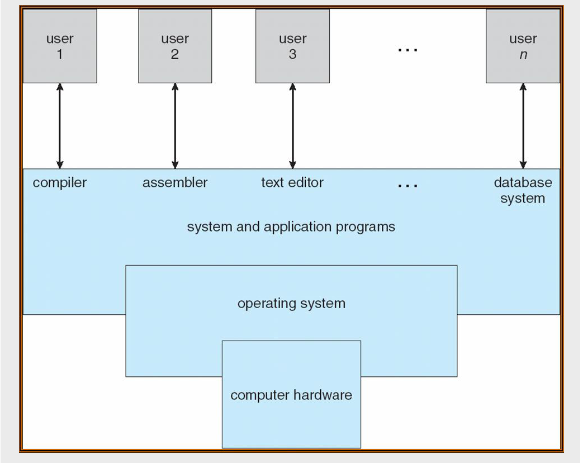 user
1
user
2
user
3
...
user
n
compiler
assembler
text editor
...
database
system
system and application programs
operating system
computer hardware